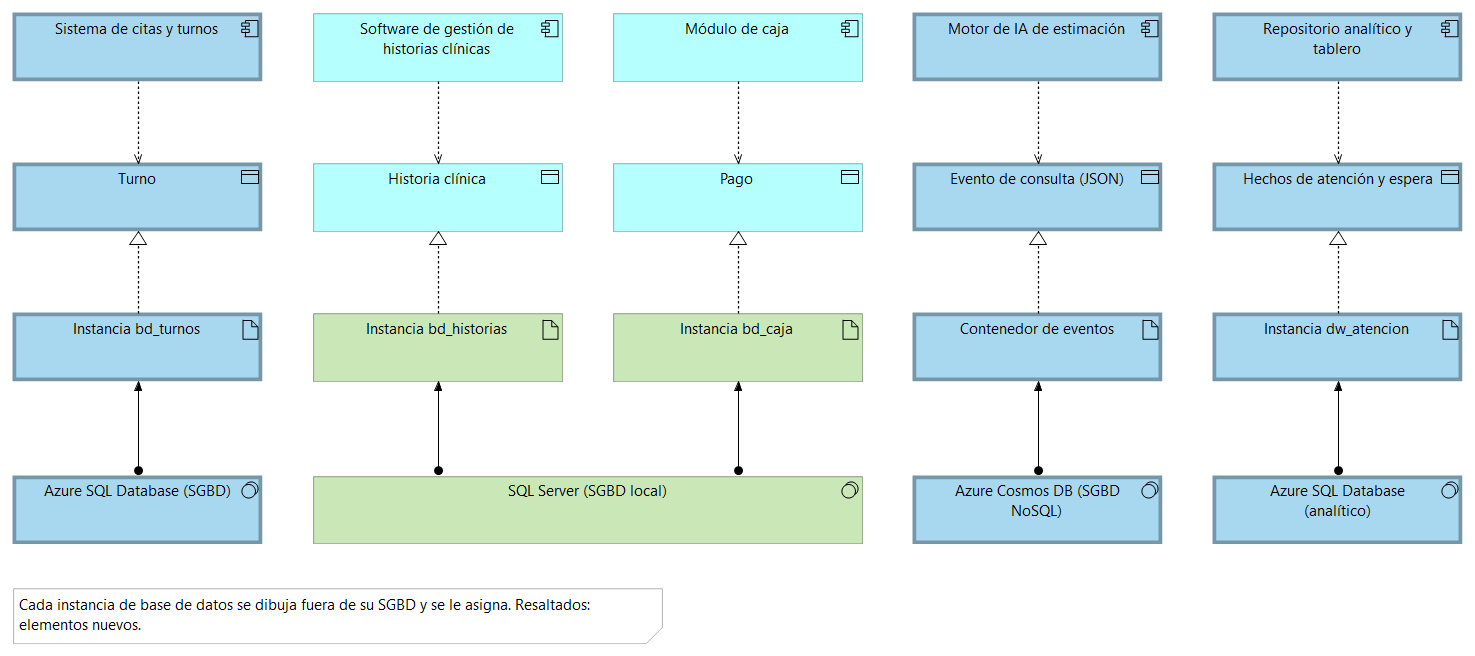 Sistema de citas y turnos
Software de gestión de
historias clínicas
Módulo de caja
Motor de IA de estimación
Repositorio analítico y
tablero
Turno
Historia clínica
Pago
Evento de consulta (JSON)
Hechos de atención y espera
Instancia bd_turnos
Instancia bd_historias
Instancia bd_caja
Contenedor de eventos
Instancia dw_atencion
Azure SQL Database (SGBD)
SQL Server (SGBD local)
Azure Cosmos DB (SGBD
NoSQL)
Azure SQL Database
(analítico)
Cada instancia de base de datos se dibuja fuera de su SGBD y se le asigna. Resaltados:
elementos nuevos.